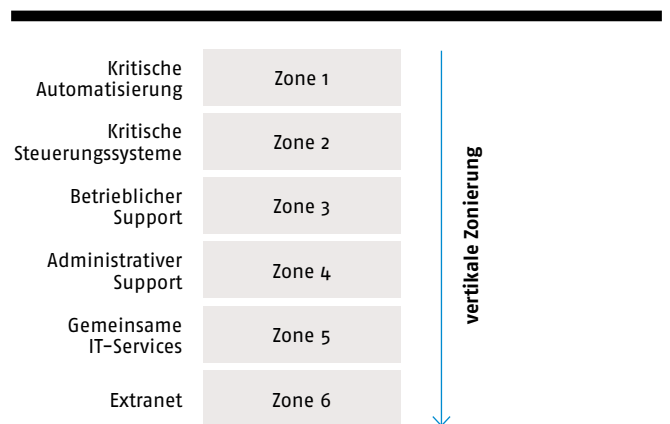 Kritische
Automatisierung
Zone 1
Kritische
Steuerungssysteme
Zone 2
Betrieblicher
Support
Zone 3
Administrativer
Support
Zone 4
Gemeinsame
IT-Services
Zone 5
Extranet
Zone 6
vertikale Zonierung